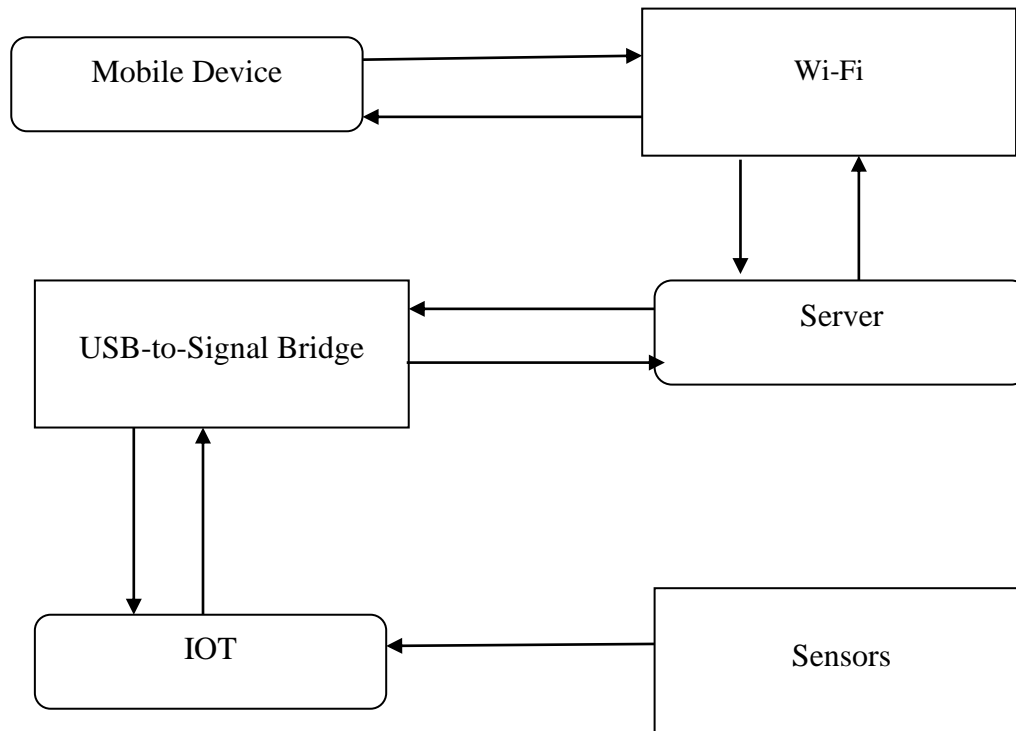 Mobile Device
Wi-Fi
USB-to-Signal Bridge
Server
IOT
Sensors